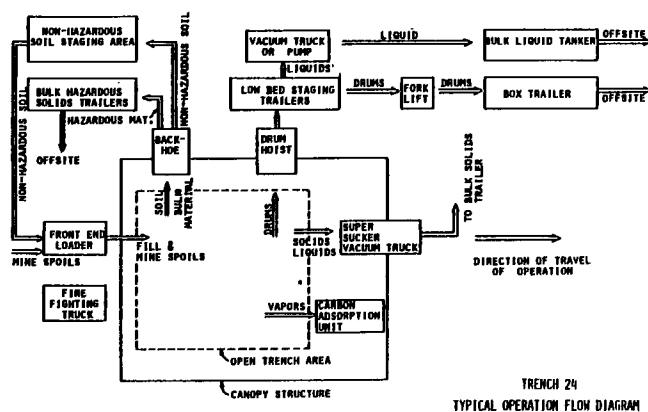 NON-HAZARDOUS
SOIL STAGING AREA
NON-HAZARDOUS SOIL
VACUUM TRUCK
OR PUMP
LIQUID
BULK LIQUID TANKER
OFFSITE
LIQUIDS
BULK HAZARDOUS
SOLIDS TRAILERS
HAZARDOUS MAT.
OFFSITE
NON-HAZARDOUS SOIL
LOW BED STAGING
TRAILERS
DRUMS
FORK
LIFT
DRUMS
BOX TRAILER
OFFSITE
BACK-
HOE
DRUM
HOIST
SOIL
BULK
MATERIAL
DRUMS
TO BULK SOLIDS
TRAILER
FRONT END
LOADER
MINE SPOILS
FILL &
MINE SPOILS
SOLIDS
LIQUIDS
SUPER
SUCKER
VACUUM TRUCK
DIRECTION OF TRAVEL
OF OPERATION
FIRE
FIGHTING
TRUCK
VAPORS
CARBON
ADSORPTION
UNIT
OPEN TRENCH AREA
CANOPY STRUCTURE
TRENCH 24
TYPICAL OPERATION FLOW DIAGRAM